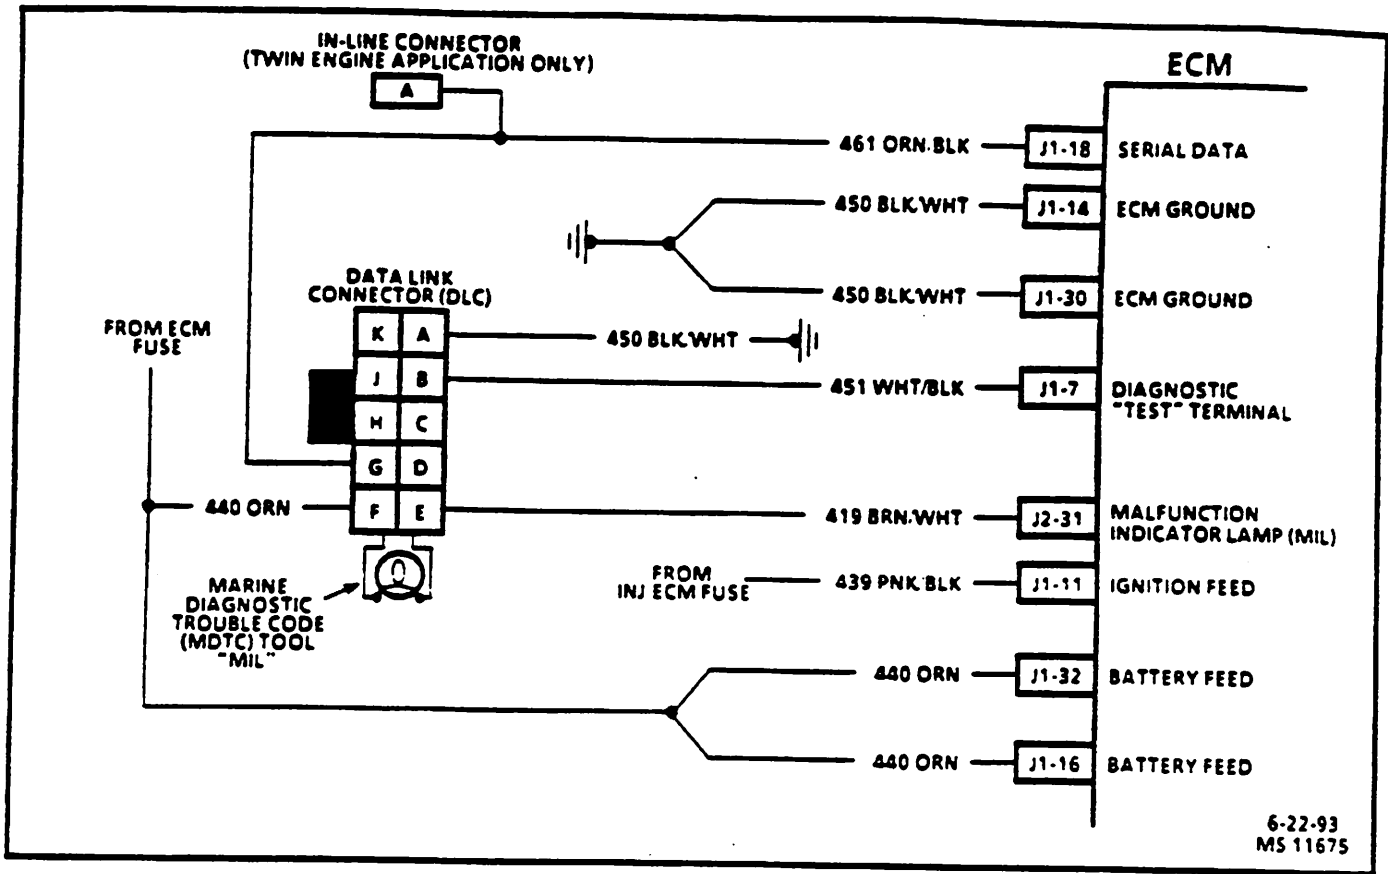 IN-LINE CONNECTOR
(TWIN ENGINE APPLICATION ONLY)
A
ECM
461 ORN/BLK
J1-18
SERIAL DATA
450 BLK/WHT
J1-14
ECM GROUND
450 BLK/WHT
J1-30
ECM GROUND
DATA LINK
CONNECTOR (DLC)
FROM ECM
FUSE
K A
J B
H C
G D
F E
450 BLK/WHT
451 WHT/BLK
J1-7
DIAGNOSTIC
"TEST" TERMINAL
440 ORN
419 BRN/WHT
J2-31
MALFUNCTION
INDICATOR LAMP (MIL)
MARINE
DIAGNOSTIC
TROUBLE CODE
(MDTC) TOOL
"MIL"
FROM
INJ ECM FUSE
439 PNK/BLK
J1-11
IGNITION FEED
440 ORN
J1-32
BATTERY FEED
440 ORN
J1-16
BATTERY FEED
6-22-93
MS 11675